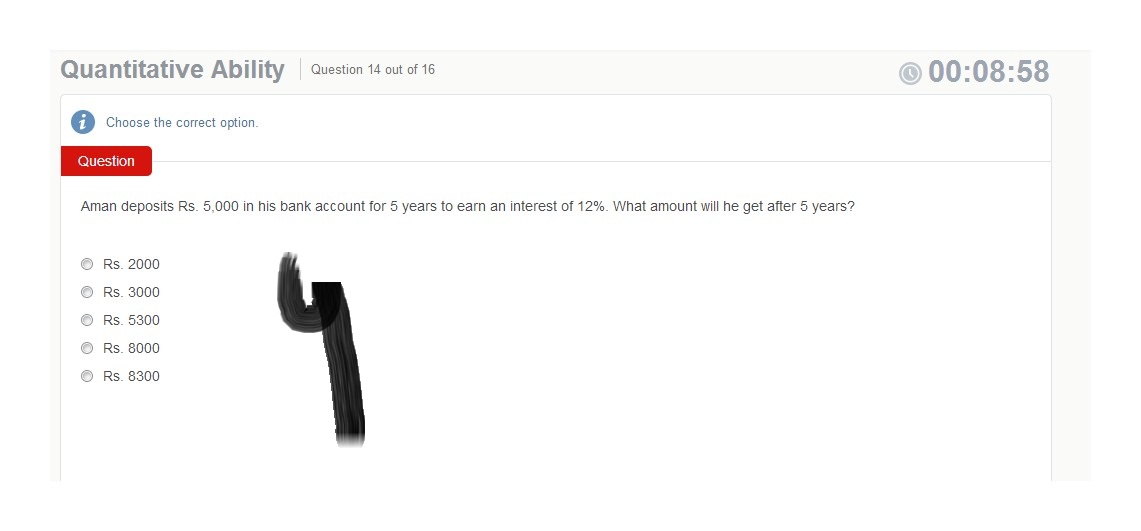 Quantitative Ability Question 14 out of 16 00:08:58
Choose the correct option.
Question
Aman deposits Rs. 5,000 in his bank account for 5 years to earn an interest of 12%. What amount will he get after 5 years?
Rs. 2000
Rs. 3000
Rs. 5300
Rs. 8000
Rs. 8300
4